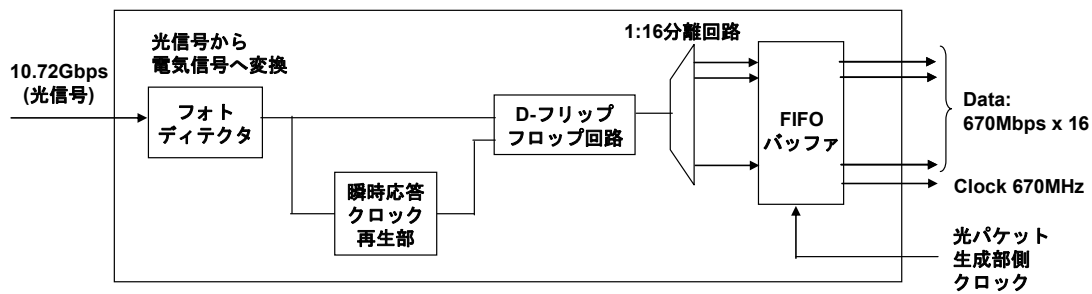 1:16分離回路
光信号から
電気信号へ変換
10.72Gbps
(光信号)
フォト
ディテクタ
D-フリップ
フロップ回路
FIFO
バッファ
Data:
670Mbps x 16
瞬時応答
クロック
再生部
Clock 670MHz
光パケット
生成部側
クロック